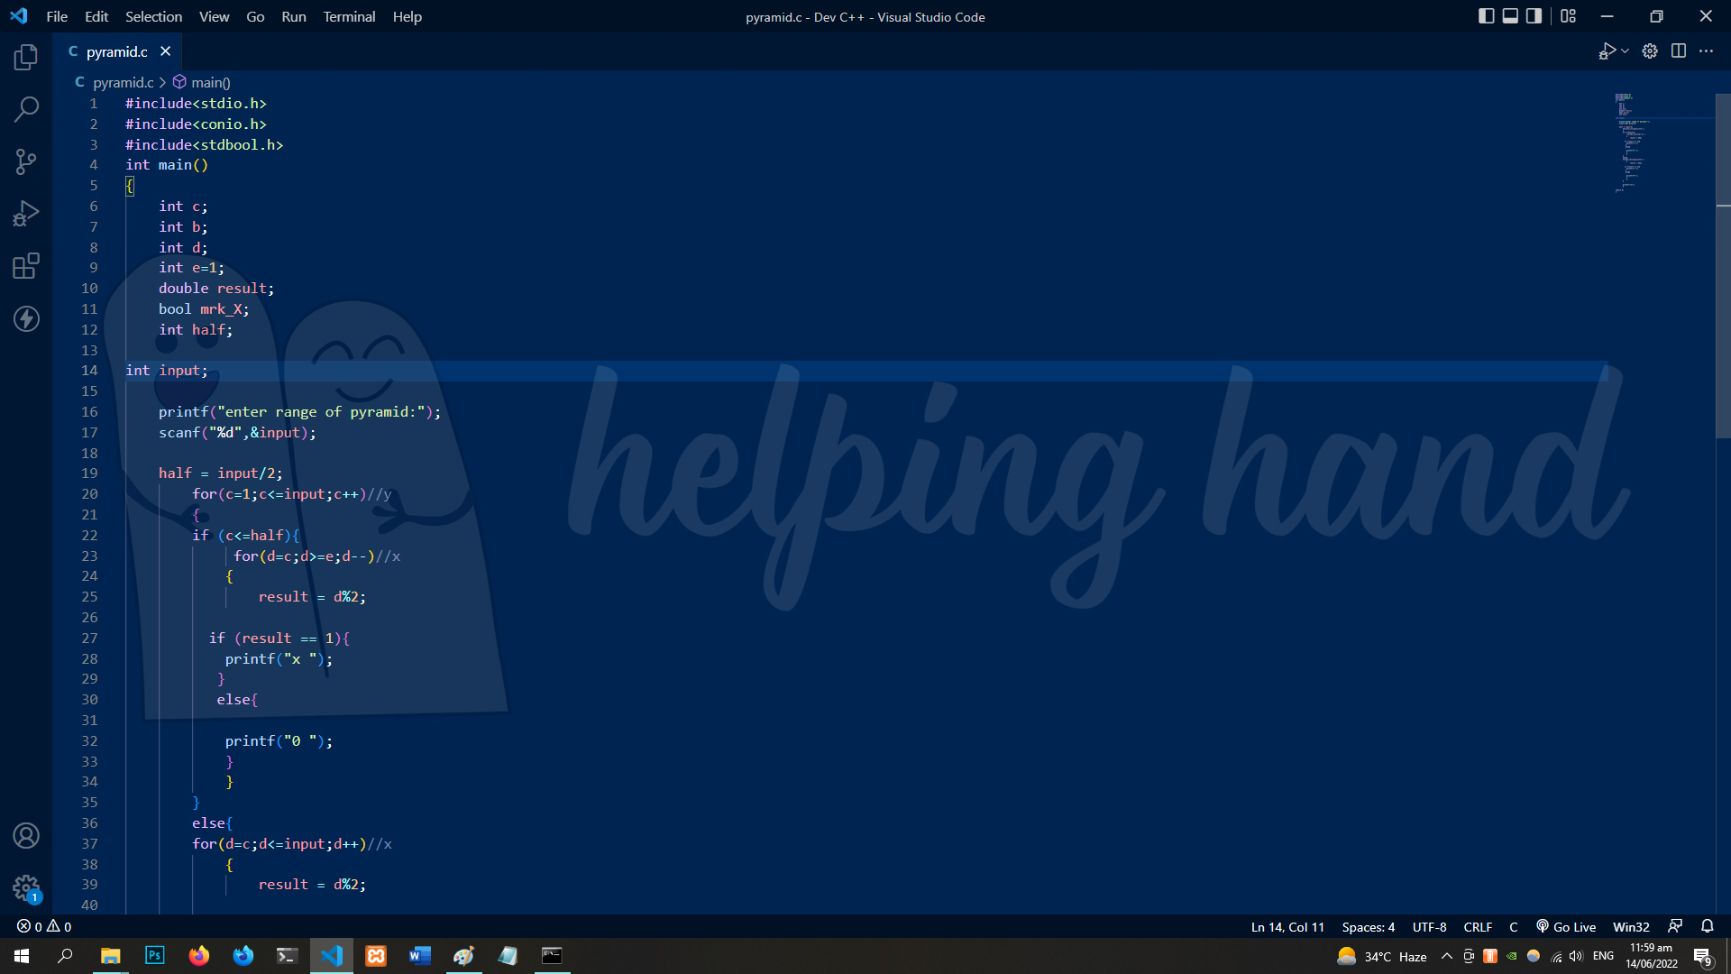 File Edit Selection View Go Run Terminal Help
pyramid.c - Dev C++ - Visual Studio Code
C pyramid.c
C pyramid.c > main()
1 #include<stdio.h>
2 #include<conio.h>
3 #include<stdbool.h>
4 int main()
5 {
6 int c;
7 int b;
8 int d;
9 int e=1;
10 double result;
11 bool mrk_X;
12 int half;
13
14 int input;
15
16 printf("enter range of pyramid:");
17 scanf("%d",&input);
18
19 half = input/2;
20 for(c=1;c<=input;c++)//y
21 {
22 if (c<=half){
23 for(d=c;d>=e;d--)//x
24 {
25 result = d%2;
26
27 if (result == 1){
28 printf("x ");
29 }
30 else{
31
32 printf("0 ");
33 }
34 }
35 }
36 else{
37 for(d=c;d<=input;d++)//x
38 {
39 result = d%2;
40
helping hand
1
0 0
Ln 14, Col 11 Spaces: 4 UTF-8 CRLF C Go Live Win32
Ps
34°C Haze ENG 11:59 am
14/06/2022
9